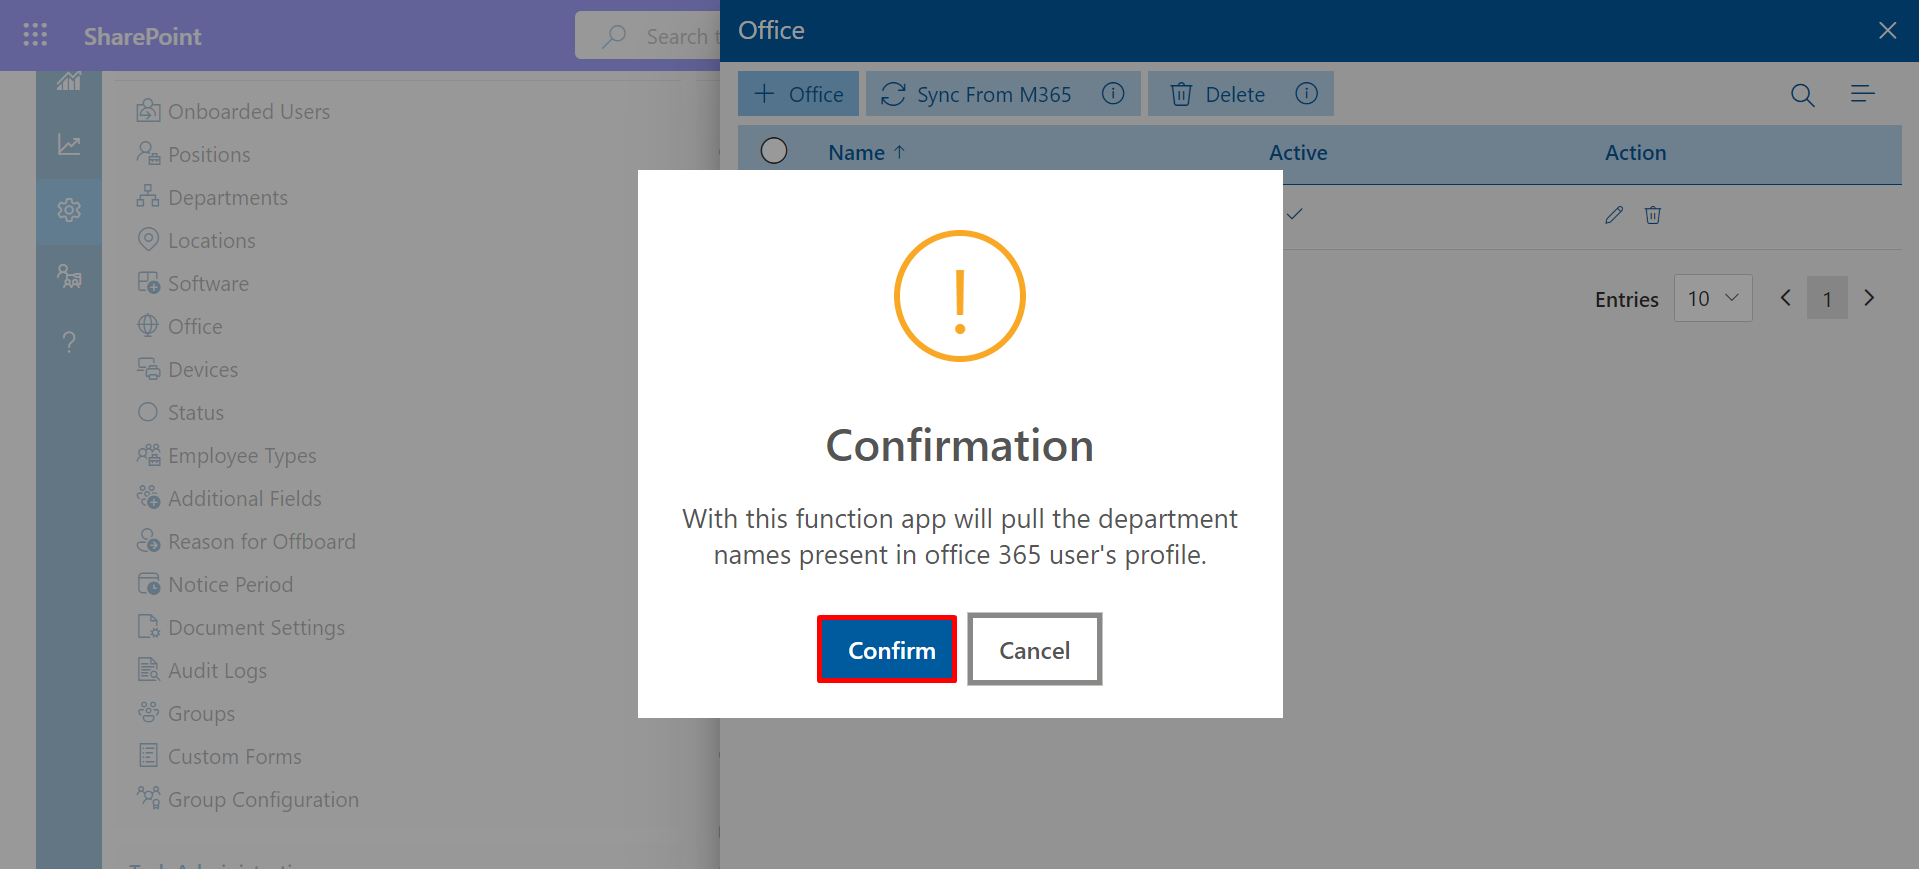 SharePoint
Search
Office
Office
Sync From M365
Delete
Name ↑
Active
Action
Onboarded Users
Positions
Departments
Locations
Software
Office
Devices
Status
Employee Types
Additional Fields
Reason for Offboard
Notice Period
Document Settings
Audit Logs
Groups
Custom Forms
Group Configuration
Entries 10
1
Confirmation
With this function app will pull the department
names present in office 365 user's profile.
Confirm
Cancel